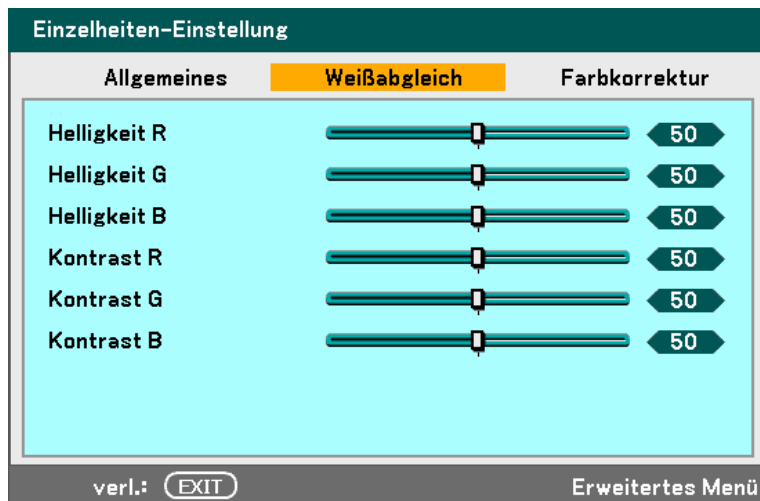 Einzelheiten-Einstellung
Allgemeines Weißabgleich Farbkorrektur
Helligkeit R 50
Helligkeit G 50
Helligkeit B 50
Kontrast R 50
Kontrast G 50
Kontrast B 50
verl.: EXIT Erweitertes Menü